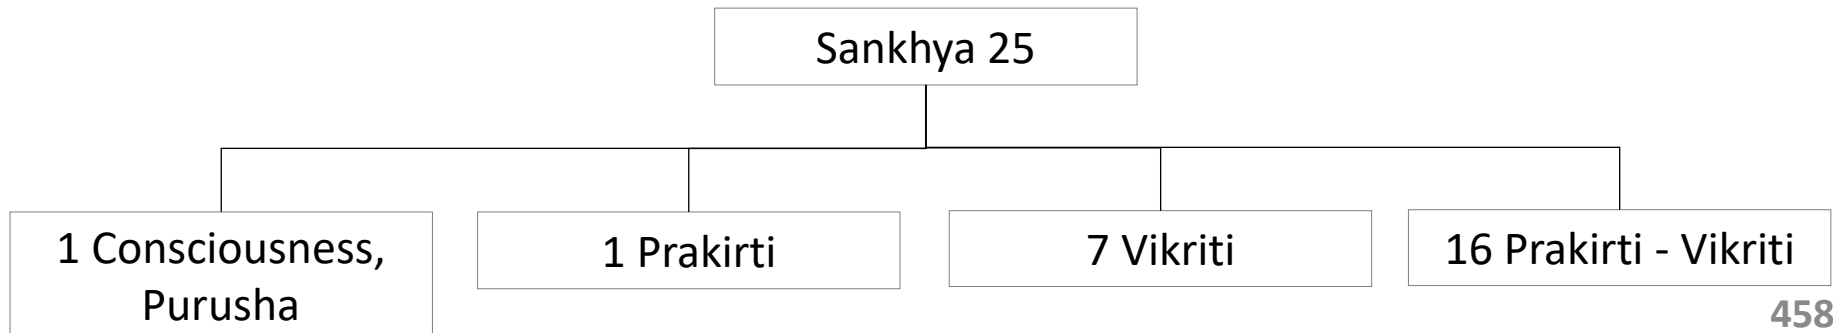 Sankhya 25
1 Consciousness,
Purusha
1 Prakirti
7 Vikriti
16 Prakirti - Vikriti
458